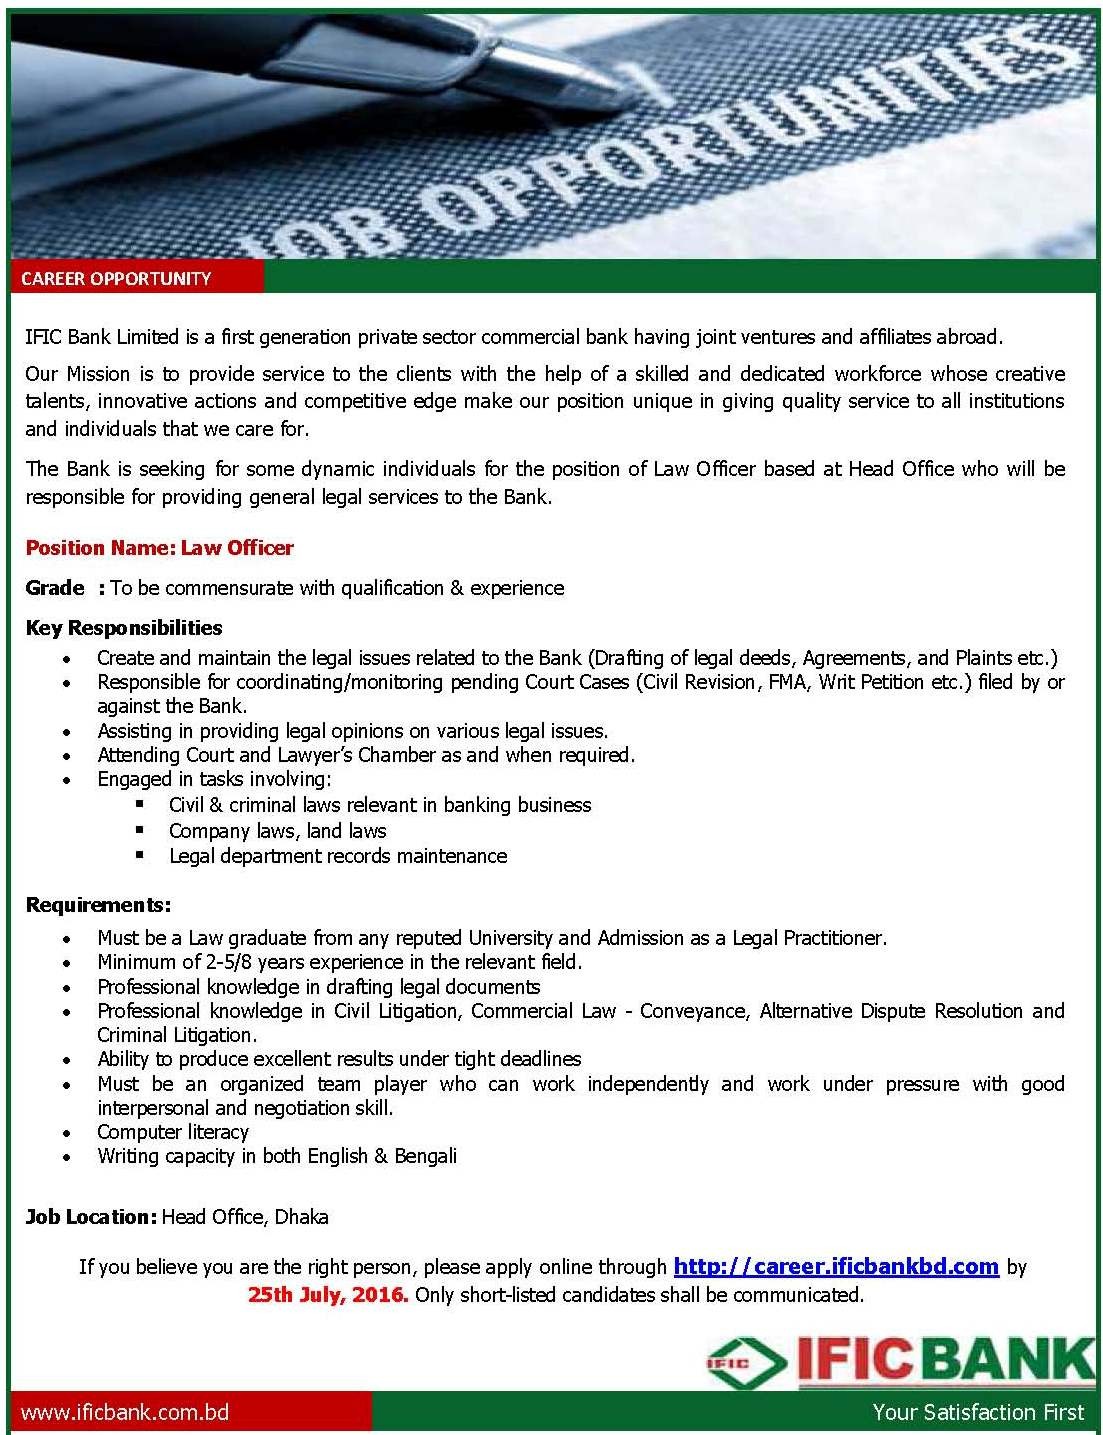 JOB OPPORTUNITIES
CAREER OPPORTUNITY
IFIC Bank Limited is a first generation private sector commercial bank having joint ventures and affiliates abroad.
Our Mission is to provide service to the clients with the help of a skilled and dedicated workforce whose creative
talents, innovative actions and competitive edge make our position unique in giving quality service to all institutions
and individuals that we care for.
The Bank is seeking for some dynamic individuals for the position of Law Officer based at Head Office who will be
responsible for providing general legal services to the Bank.
Position Name: Law Officer
Grade : To be commensurate with qualification & experience
Key Responsibilities
• Create and maintain the legal issues related to the Bank (Drafting of legal deeds, Agreements, and Plaints etc.)
• Responsible for coordinating/monitoring pending Court Cases (Civil Revision, FMA, Writ Petition etc.) filed by or
against the Bank.
• Assisting in providing legal opinions on various legal issues.
• Attending Court and Lawyer’s Chamber as and when required.
• Engaged in tasks involving:
▪ Civil & criminal laws relevant in banking business
▪ Company laws, land laws
▪ Legal department records maintenance
Requirements:
• Must be a Law graduate from any reputed University and Admission as a Legal Practitioner.
• Minimum of 2-5/8 years experience in the relevant field.
• Professional knowledge in drafting legal documents
• Professional knowledge in Civil Litigation, Commercial Law - Conveyance, Alternative Dispute Resolution and
Criminal Litigation.
• Ability to produce excellent results under tight deadlines
• Must be an organized team player who can work independently and work under pressure with good
interpersonal and negotiation skill.
• Computer literacy
• Writing capacity in both English & Bengali
Job Location: Head Office, Dhaka
If you believe you are the right person, please apply online through http://career.ificbankbd.com by
25th July, 2016. Only short-listed candidates shall be communicated.
IFIC IFIC BANK
www.ificbank.com.bd Your Satisfaction First